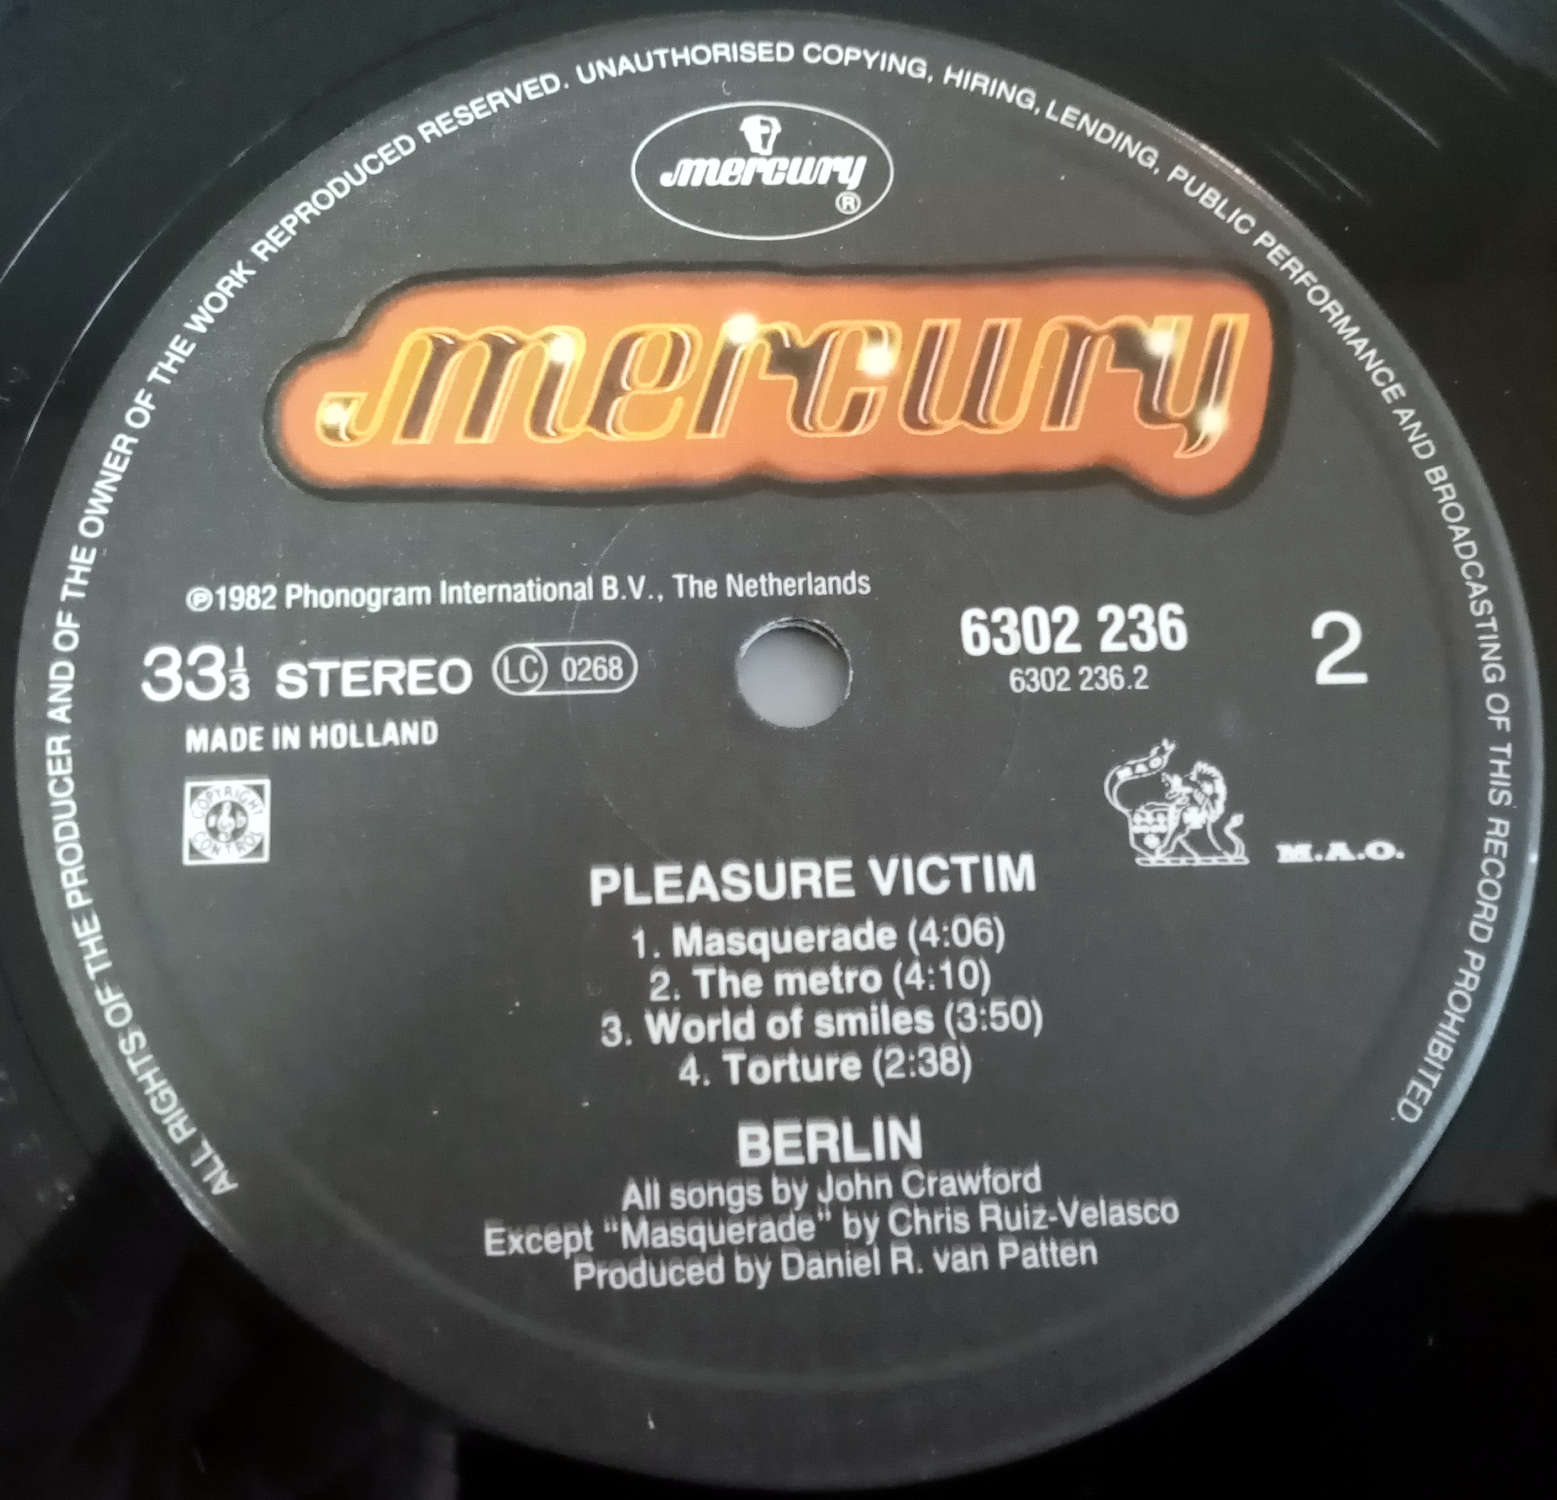 ALL RIGHTS OF THE PRODUCER AND OF THE OWNER OF THE WORK REPRODUCED RESERVED. UNAUTHORISED COPYING, HIRING, LENDING, PUBLIC PERFORMANCE AND BROADCASTING OF THIS RECORD PROHIBITED.
mercury
®
mercury
℗1982 Phonogram International B.V., The Netherlands
33⅓ STEREO LC 0268
6302 236
6302 236.2
2
MADE IN HOLLAND
COPYRIGHT
CONTROL
M.A.O.
M.A.O.
PLEASURE VICTIM
1. Masquerade (4:06)
2. The metro (4:10)
3. World of smiles (3:50)
4. Torture (2:38)
BERLIN
All songs by John Crawford
Except "Masquerade" by Chris Ruiz-Velasco
Produced by Daniel R. van Patten